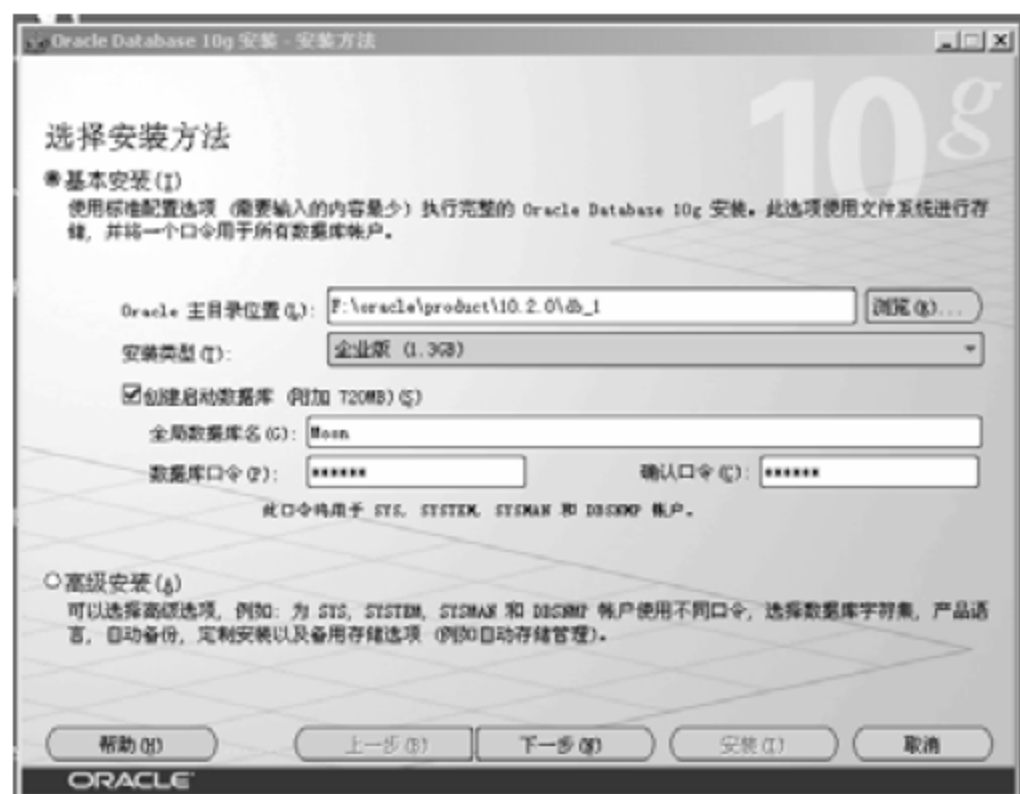 Oracle Database 10g 安装 - 安装方法
10g
选择安装方法
基本安装(I)
使用标准配置选项 (需要输入的内容最少) 执行完整的 Oracle Database 10g 安装。此选项使用文件系统进行存
储, 并将一个口令用于所有数据库帐户。
Oracle 主目录位置(L): F:\oracle\product\10.2.0\db_1 浏览(R)...
安装类型(T): 企业版 (1.3GB)
创建启动数据库 (附加 720MB)(S)
全局数据库名(G): Moon
数据库口令(P): ****** 确认口令(C): ******
此口令将用于 SYS, SYSTEM, SYSMAN 和 DBSNMP 帐户。
高级安装(A)
可以选择高级选项, 例如: 为 SYS, SYSTEM, SYSMAN 和 DBSNMP 帐户使用不同口令, 选择数据库字符集, 产品语
言, 自动备份, 定制安装以及备用存储选项 (例如自动存储管理)。
帮助(H) 上一步(B) 下一步(N) 安装(I) 取消
ORACLE